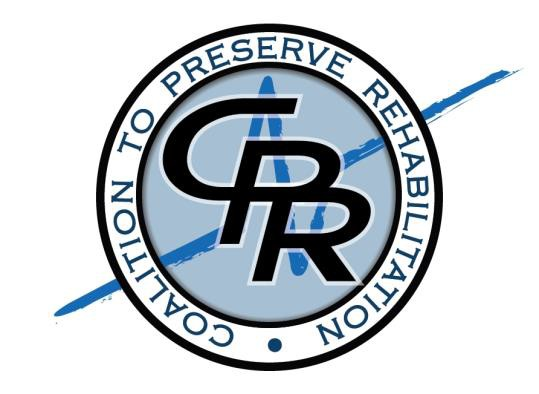 COALITION TO PRESERVE REHABILITATION
CPR